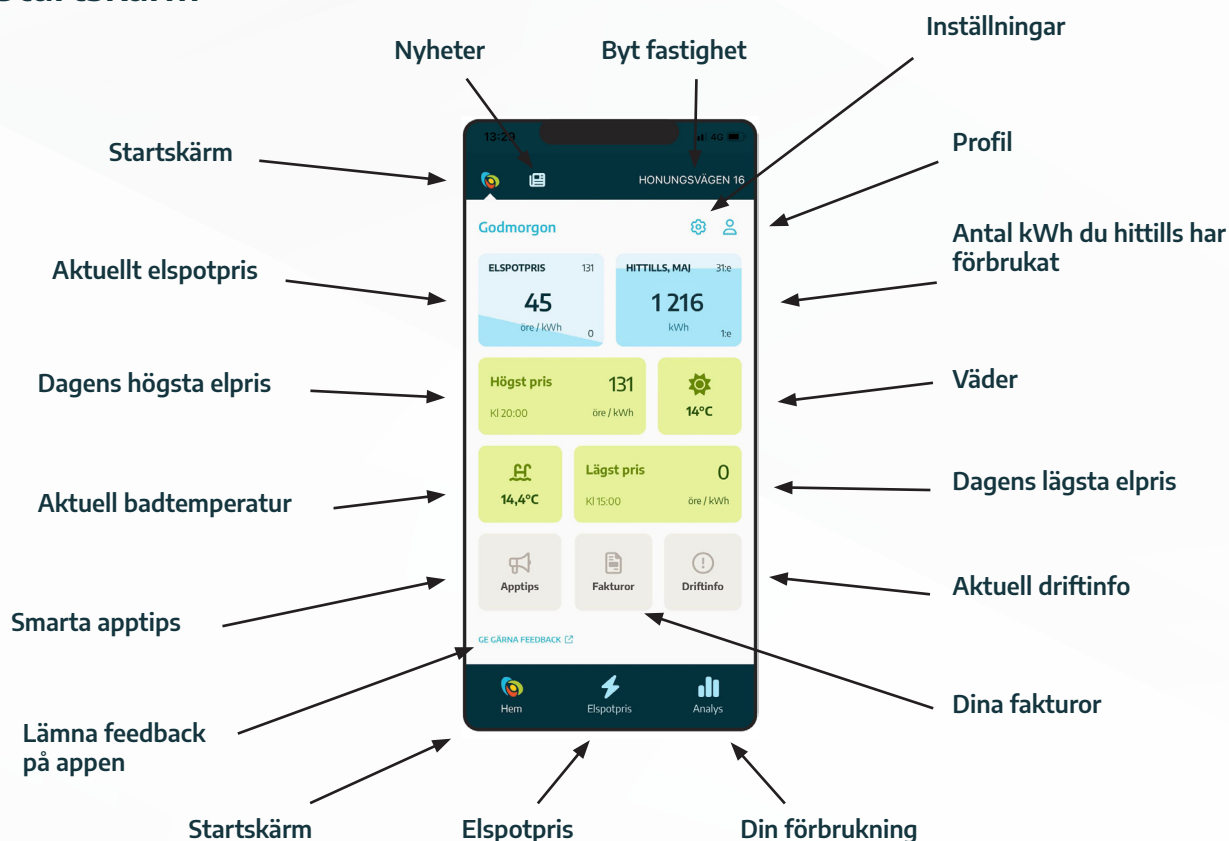 Startskärm
Inställningar
Nyheter
Byt fastighet
Startskärm
Profil
Aktuellt elspotpris
Antal kWh du hittills har
förbrukat
Dagens högsta elpris
Väder
Aktuell badtemperatur
Dagens lägsta elpris
Smarta apptips
Aktuell driftinfo
Lämna feedback
på appen
Dina fakturor
Startskärm
Elspotpris
Din förbrukning
13:29
4G
HONUNGSVÄGEN 16
Godmorgon
ELSPOTPRIS 131
45
öre / kWh 0
HITTILLS, MAJ 31:e
1 216
kWh 1:e
Högst pris 131
Kl 20:00 öre / kWh
14°C
14,4°C
Lägst pris 0
Kl 15:00 öre / kWh
Apptips
Fakturor
Driftinfo
GE GÄRNA FEEDBACK
Hem
Elspotpris
Analys